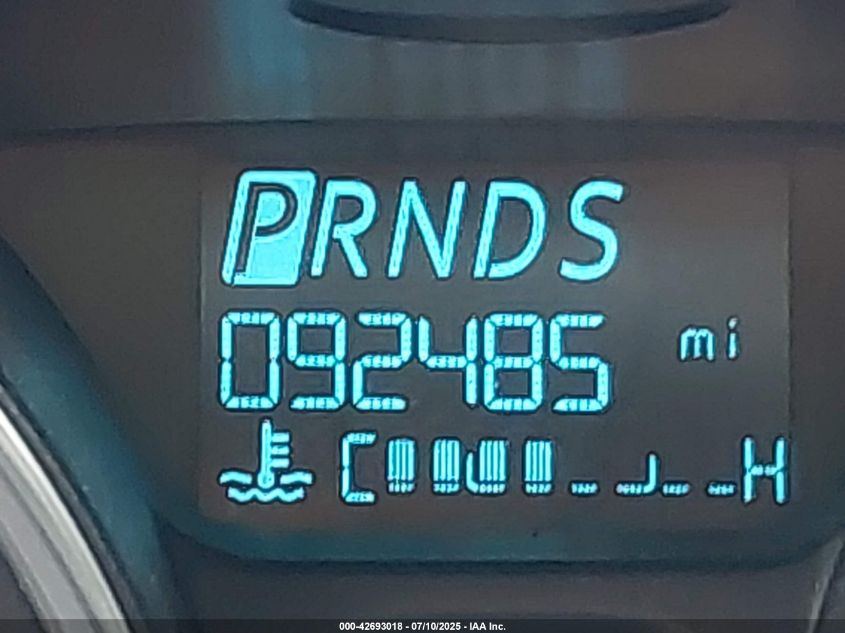 PRNDS
092485 mi
C H
000-42693018 - 07/10/2025 - IAA Inc.